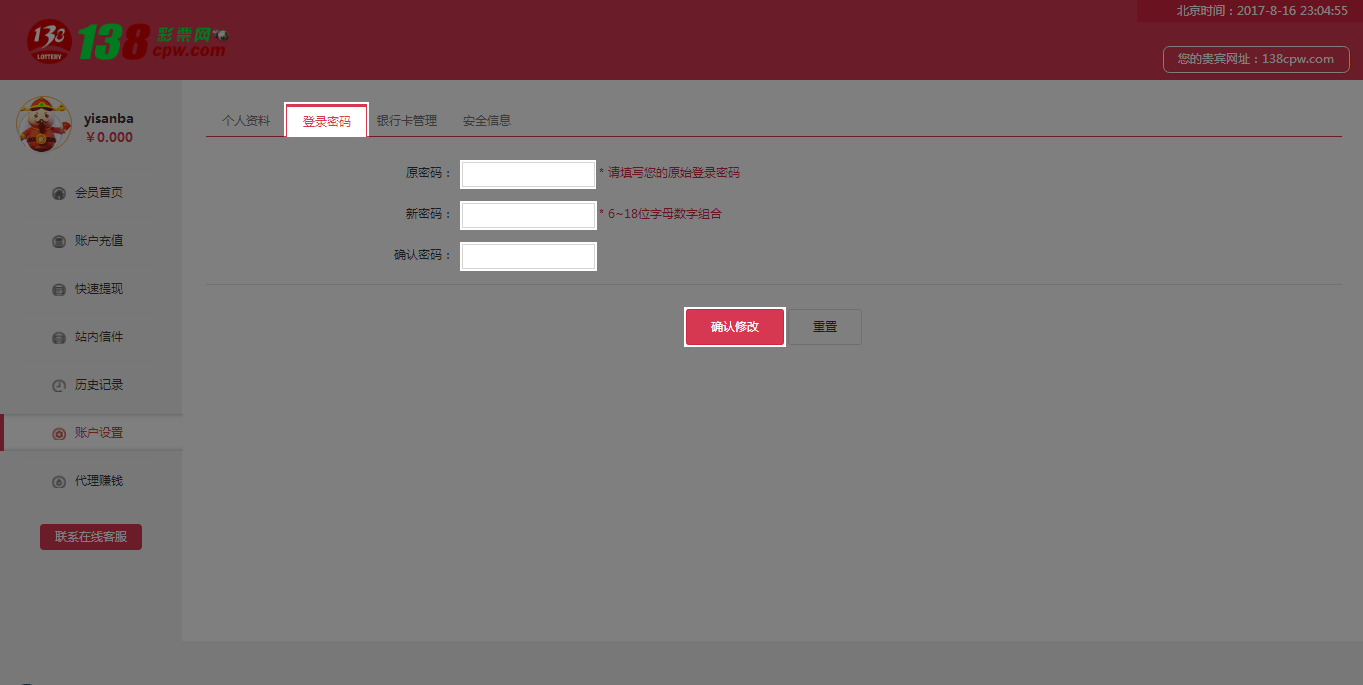 北京时间：2017-8-16 23:04:55
138
LOTTERY
138彩票网
cpw.com
您的贵宾网址：138cpw.com
yisanba
￥0.000
会员首页
账户充值
快速提现
站内信件
历史记录
账户设置
代理赚钱
联系在线客服
个人资料 登录密码 银行卡管理 安全信息
原密码： * 请填写您的原始登录密码
新密码： * 6~18位字母数字组合
确认密码：
确认修改 重置